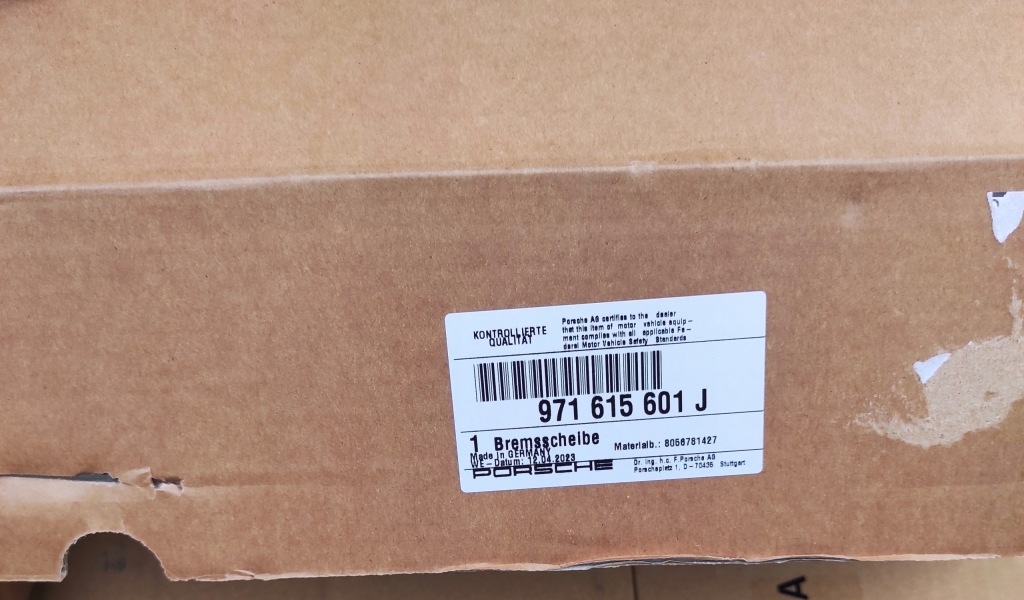 KONTROLLIERTE
QUALITÄT
Porsche AG certifies to the dealer
that this item of motor vehicle equip-
ment complies with all applicable Fe-
deral Motor Vehicle Safety Standards
971 615 601 J
1 Bremsscheibe
Materialb.: 8056781427
Made in GERMANY
WE-Datum: 12.04.2023
PORSCHE
Dr. Ing. h.c. F.Porsche AG
Porscheplatz 1, D-70435 Stuttgart
A